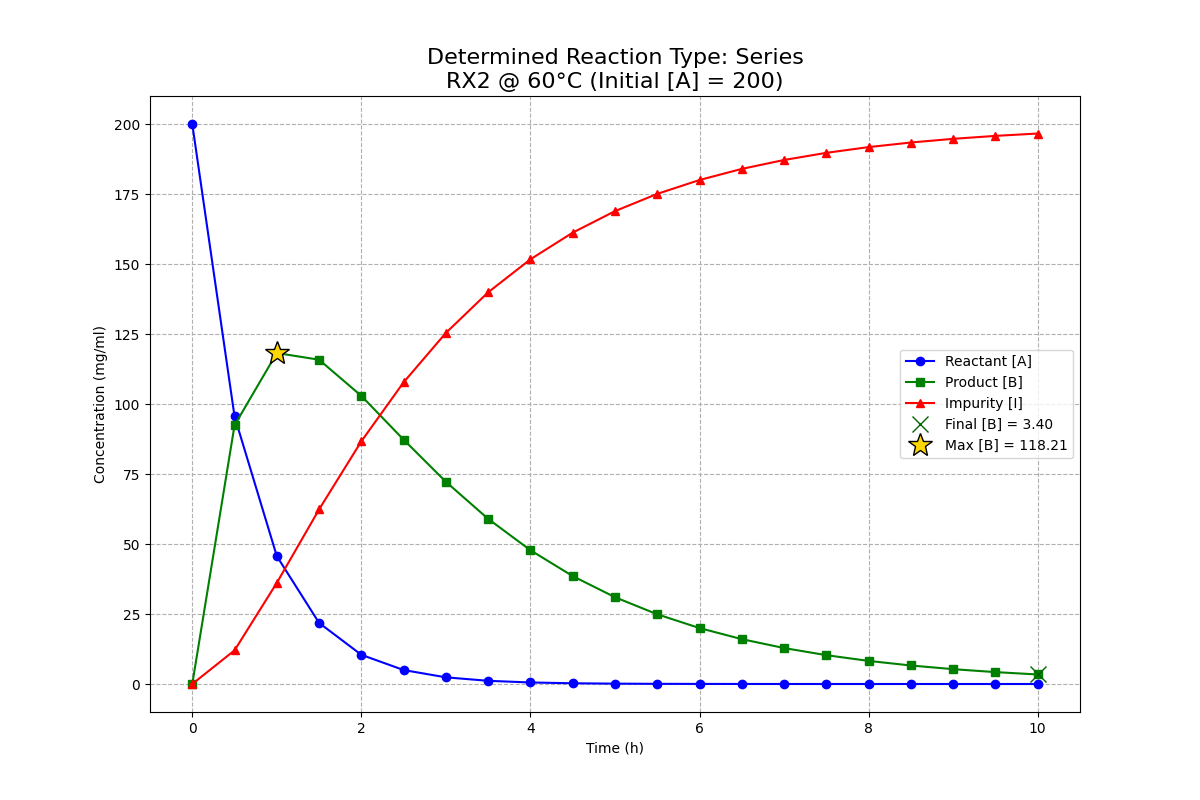 Determined Reaction Type: Series
RX2 @ 60°C (Initial [A] = 200)
Concentration (mg/ml)
200
175
150
125
100
75
50
25
0
0 2 4 6 8 10
Time (h)
Reactant [A]
Product [B]
Impurity [I]
Final [B] = 3.40
Max [B] = 118.21